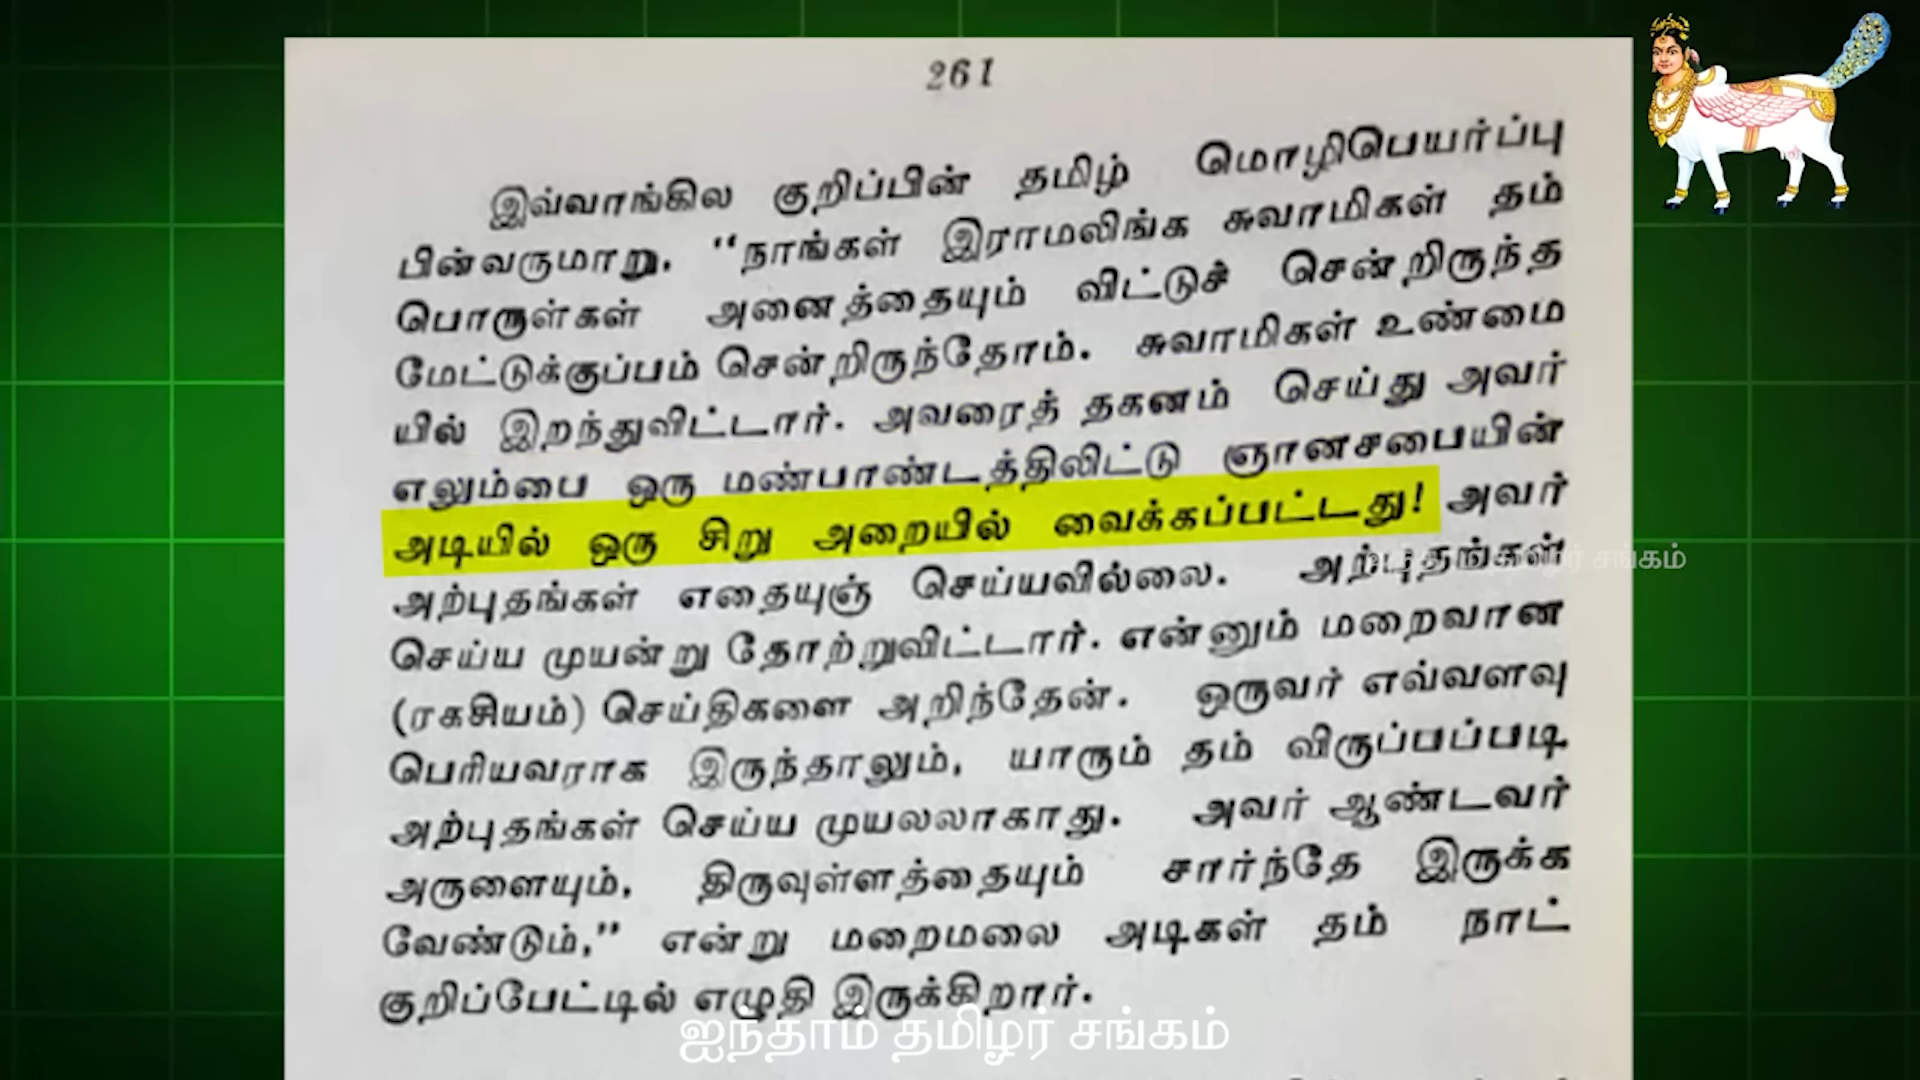 261
இவ்வாங்கில குறிப்பின் தமிழ் மொழிபெயர்ப்பு
பின்வருமாறு. “நாங்கள் இராமலிங்க சுவாமிகள் தம்
பொருள்கள் அனைத்தையும் விட்டுச் சென்றிருந்த
மேட்டுக்குப்பம் சென்றிருந்தோம். சுவாமிகள் உண்மை
யில் இறந்துவிட்டார். அவரைத் தகனம் செய்து அவர்
எலும்பை ஒரு மண்பாண்டத்திலிட்டு ஞானசபையின்
அடியில் ஒரு சிறு அறையில் வைக்கப்பட்டது! அவர்
அற்புதங்கள் எதையுஞ் செய்யவில்லை. அற்புதங்கள்
செய்ய முயன்று தோற்றுவிட்டார். என்னும் மறைவான
(ரகசியம்) செய்திகளை அறிந்தேன். ஒருவர் எவ்வளவு
பெரியவராக இருந்தாலும், யாரும் தம் விருப்பப்படி
அற்புதங்கள் செய்ய முயலலாகாது. அவர் ஆண்டவர்
அருளையும், திருவுள்ளத்தையும் சார்ந்தே இருக்க
வேண்டும்,” என்று மறைமலை அடிகள் தம் நாட்
குறிப்பேட்டில் எழுதி இருக்கிறார்.
ஐந்தாம் தமிழர் சங்கம்
சங்கம்